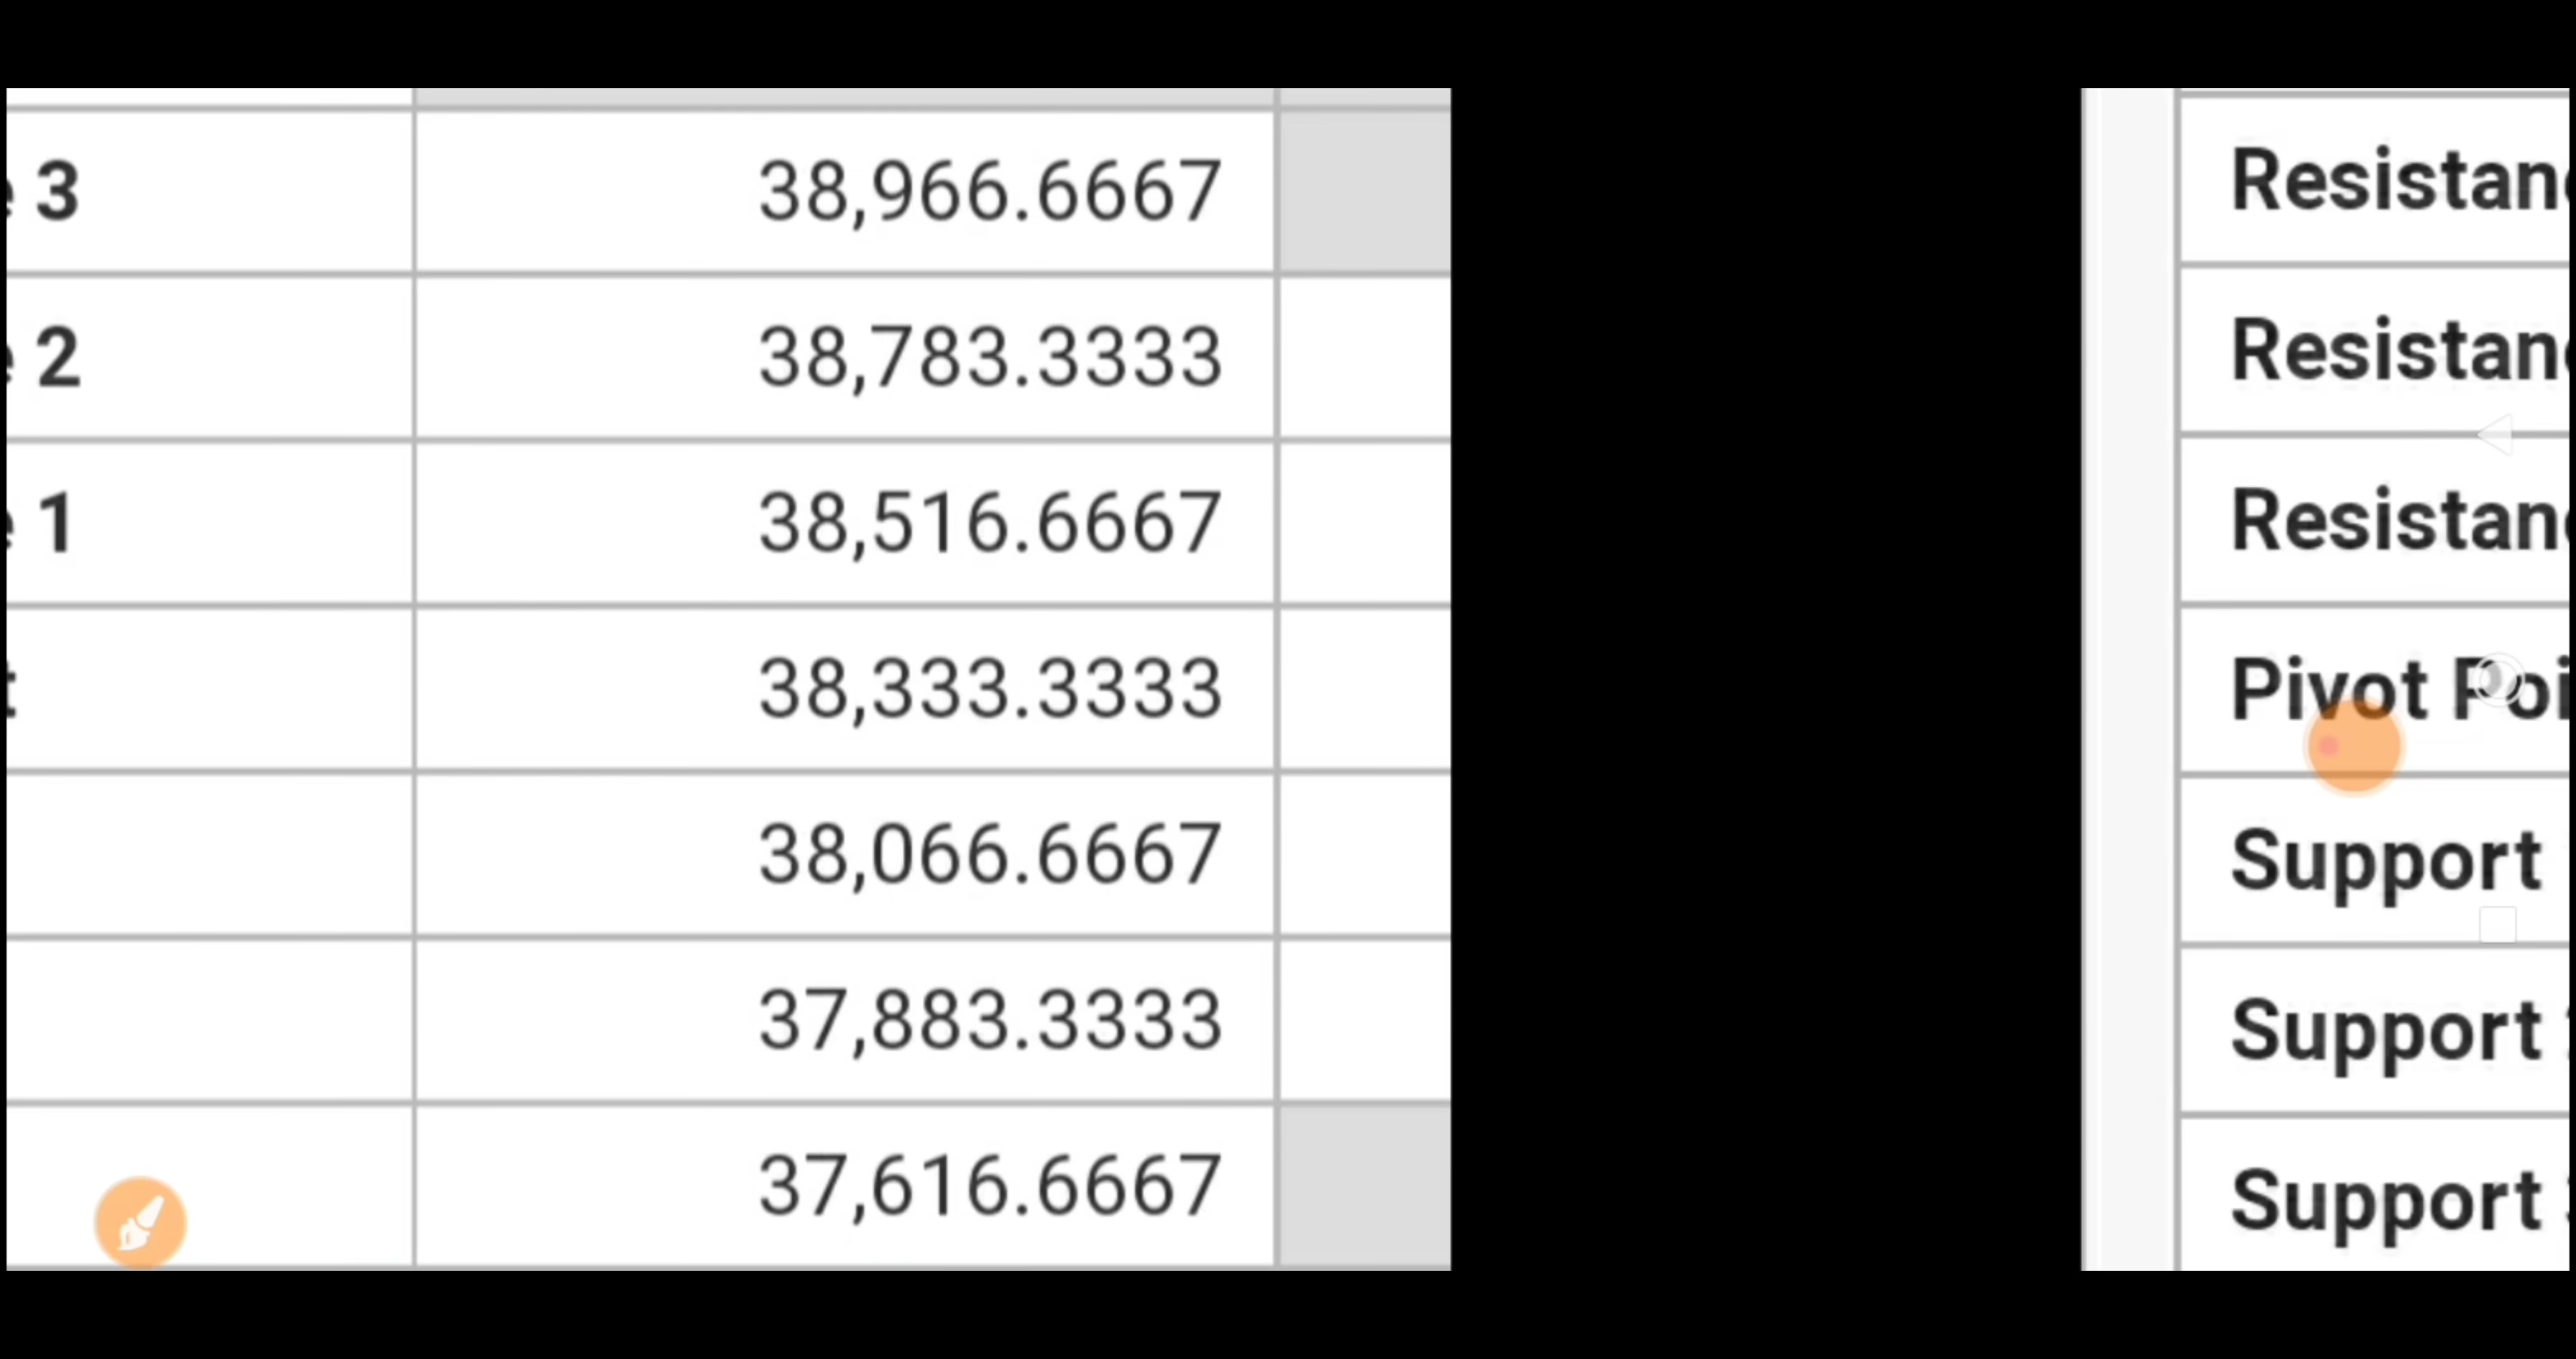 3 38,966.6667
2 38,783.3333
1 38,516.6667
38,333.3333
38,066.6667
37,883.3333
37,616.6667
Resistan
Resistan
Resistan
Pivot Poi
Support
Support
Support